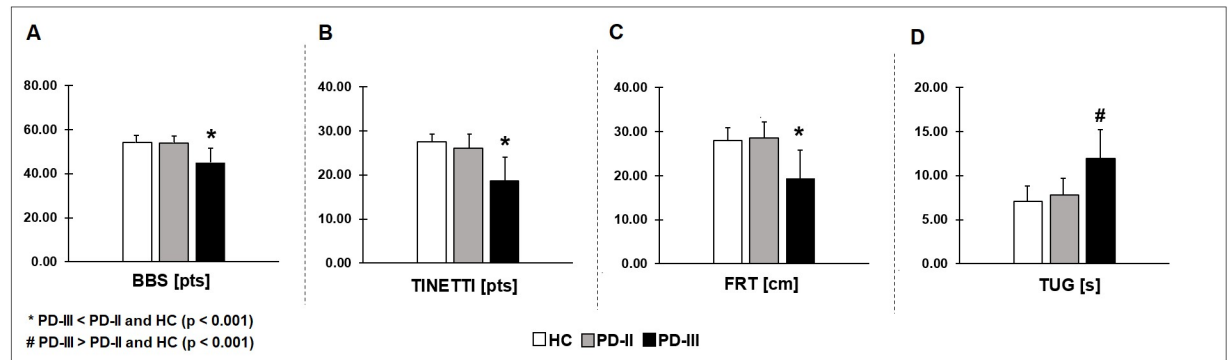 A
80.00
60.00
40.00
20.00
0.00
*
BBS [pts]
B
40.00
30.00
20.00
10.00
0.00
*
TINETTI [pts]
C
40.00
30.00
20.00
10.00
0.00
*
FRT [cm]
D
20.00
15.00
10.00
5.00
0.00
#
TUG [s]
* PD-III < PD-II and HC (p < 0.001)
# PD-III > PD-II and HC (p < 0.001)
HC PD-II PD-III